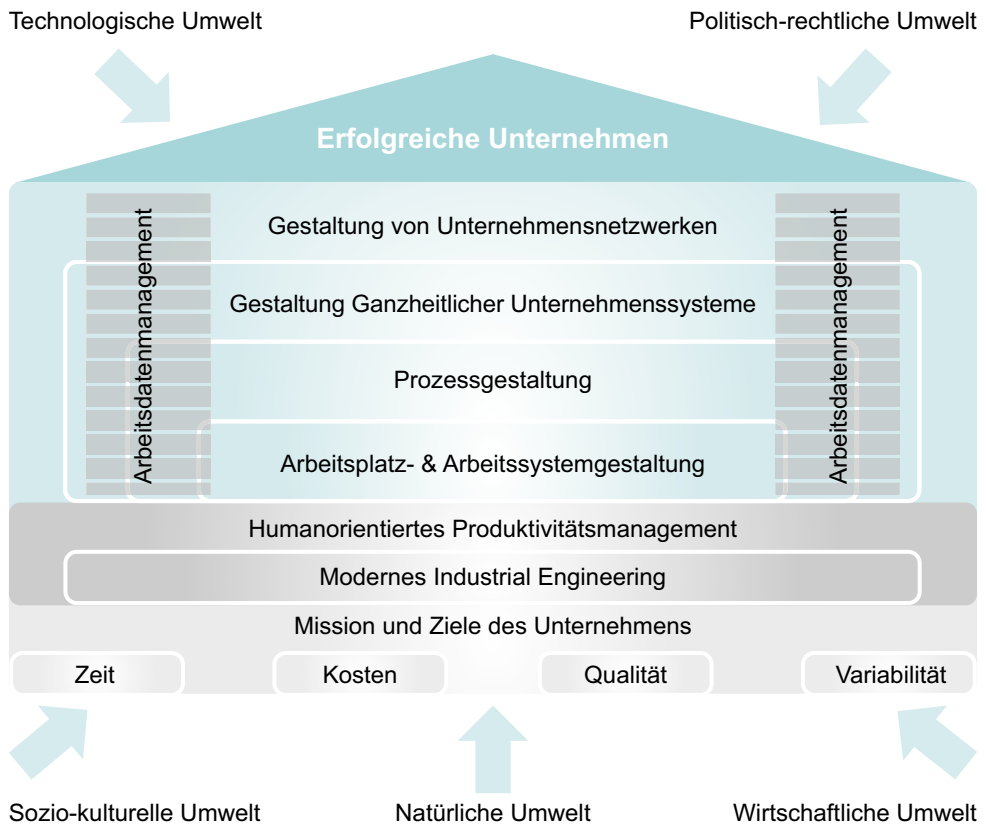 Technologische Umwelt
Politisch-rechtliche Umwelt
Erfolgreiche Unternehmen
Arbeitsdatenmanagement
Gestaltung von Unternehmensnetzwerken
Gestaltung Ganzheitlicher Unternehmenssysteme
Prozessgestaltung
Arbeitsplatz- & Arbeitssystemgestaltung
Arbeitsdatenmanagement
Humanorientiertes Produktivitätsmanagement
Modernes Industrial Engineering
Mission und Ziele des Unternehmens
Zeit
Kosten
Qualität
Variabilität
Sozio-kulturelle Umwelt
Natürliche Umwelt
Wirtschaftliche Umwelt